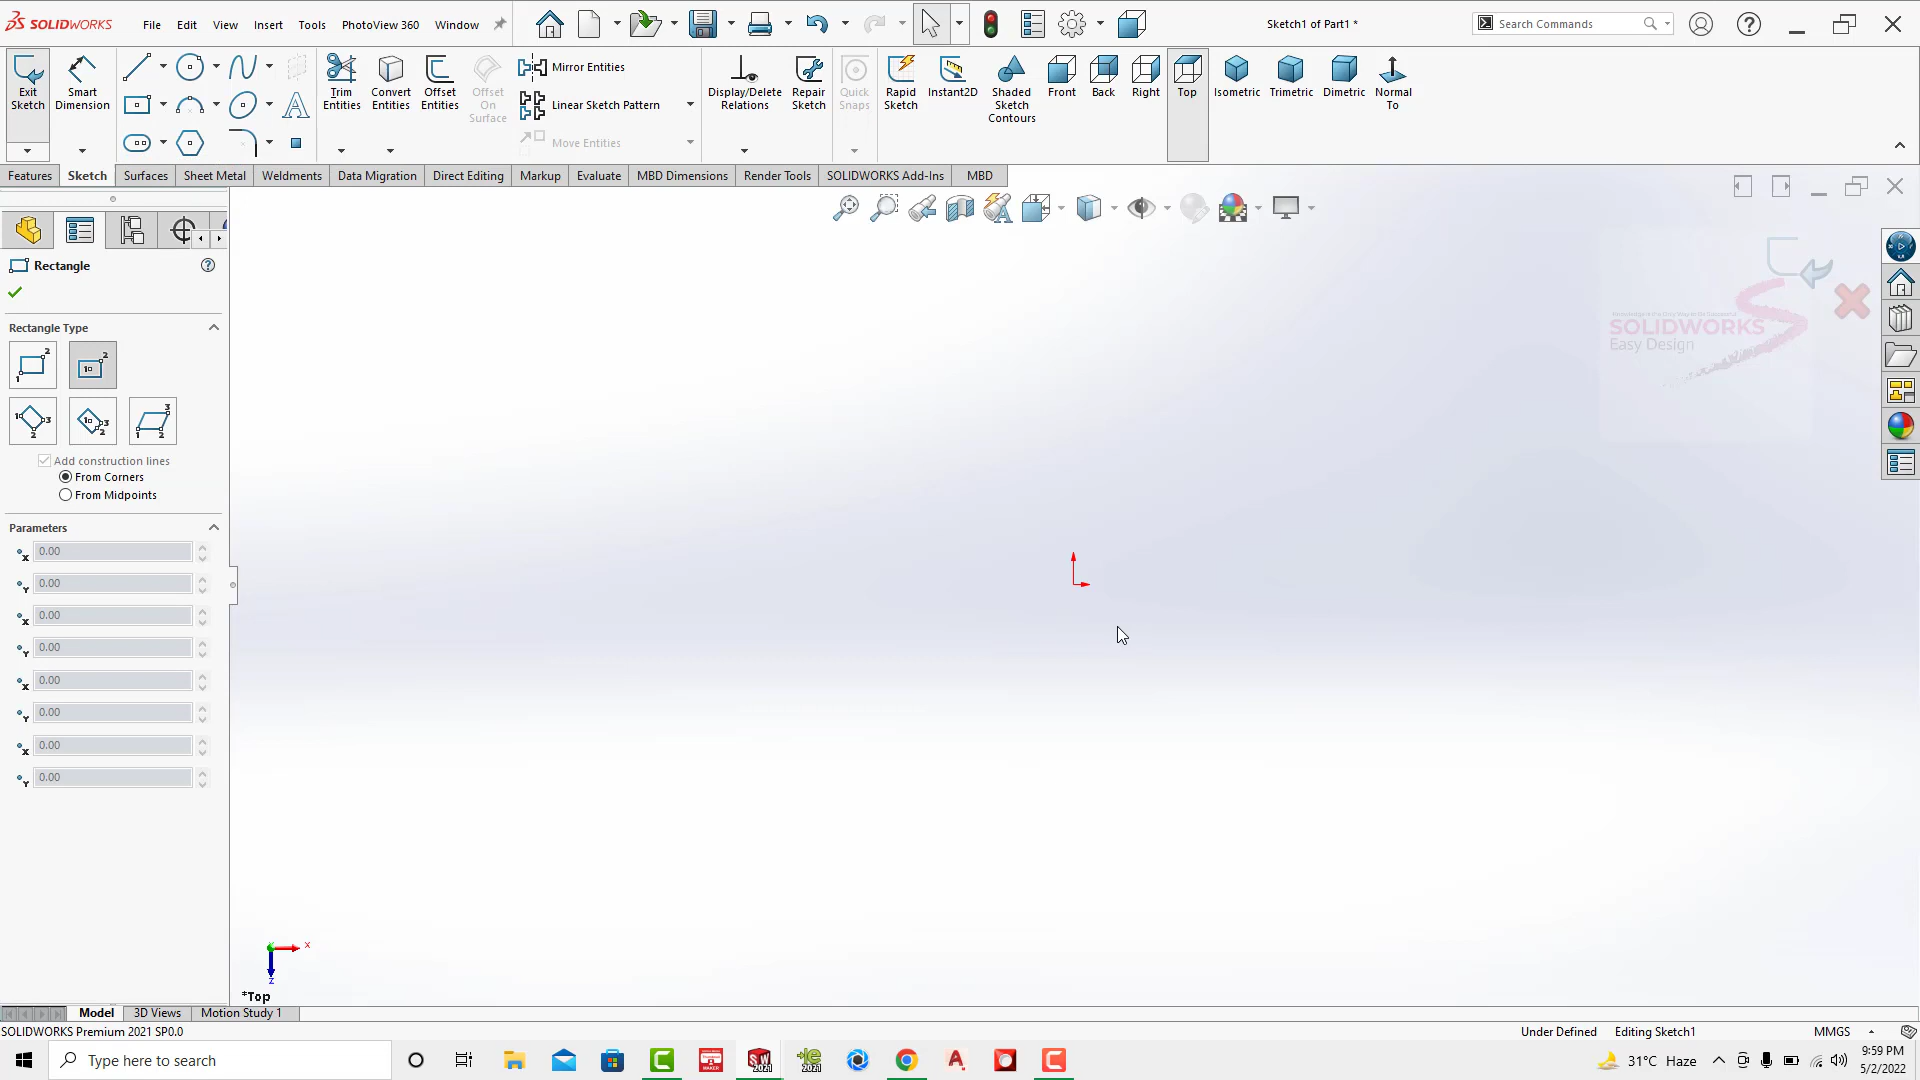 SOLIDWORKS File Edit View Insert Tools PhotoView 360 Window Sketch1 of Part1 * Search Commands
Exit Sketch
Smart Dimension
Trim Entities
Convert Entities
Offset Entities
Offset On Surface
Mirror Entities
Linear Sketch Pattern
Move Entities
Display/Delete Relations
Repair Sketch
Quick Snaps
Rapid Sketch
Instant2D
Shaded Sketch Contours
Front
Back
Right
Top
Isometric
Trimetric
Dimetric
Normal To
Features Sketch Surfaces Sheet Metal Weldments Data Migration Direct Editing Markup Evaluate MBD Dimensions Render Tools SOLIDWORKS Add-Ins MBD
Rectangle
Rectangle Type
Add construction lines
From Corners
From Midpoints
Parameters
0.00
0.00
0.00
0.00
0.00
0.00
0.00
0.00
SOLIDWORKS
Easy Design
x
z
*Top
Model 3D Views Motion Study 1
SOLIDWORKS Premium 2021 SP0.0 Under Defined Editing Sketch1 MMGS
Type here to search
31°C Haze
9:59 PM
5/2/2022